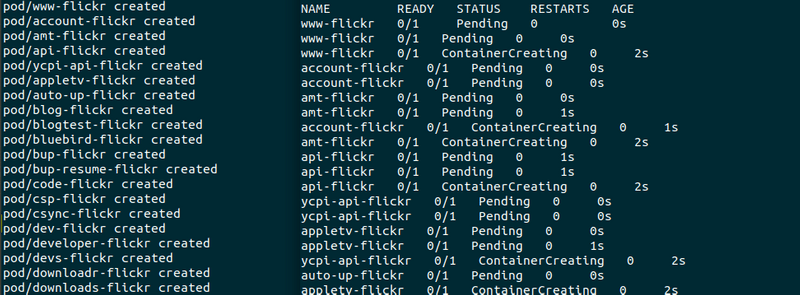 pod/www-flickr created
pod/account-flickr created
pod/amt-flickr created
pod/api-flickr created
pod/ycpi-api-flickr created
pod/appletv-flickr created
pod/auto-up-flickr created
pod/blog-flickr created
pod/blogtest-flickr created
pod/bluebird-flickr created
pod/bup-flickr created
pod/bup-resume-flickr created
pod/code-flickr created
pod/csp-flickr created
pod/csync-flickr created
pod/dev-flickr created
pod/developer-flickr created
pod/devs-flickr created
pod/downloadr-flickr created
pod/downloads-flickr created
NAME READY STATUS RESTARTS AGE
www-flickr 0/1 Pending 0 0s
www-flickr 0/1 Pending 0 0s
www-flickr 0/1 ContainerCreating 0 2s
account-flickr 0/1 Pending 0 0s
account-flickr 0/1 Pending 0 0s
amt-flickr 0/1 Pending 0 0s
amt-flickr 0/1 Pending 0 1s
account-flickr 0/1 ContainerCreating 0 1s
amt-flickr 0/1 ContainerCreating 0 2s
api-flickr 0/1 Pending 0 1s
api-flickr 0/1 Pending 0 1s
api-flickr 0/1 ContainerCreating 0 2s
ycpi-api-flickr 0/1 Pending 0 0s
ycpi-api-flickr 0/1 Pending 0 0s
appletv-flickr 0/1 Pending 0 0s
appletv-flickr 0/1 Pending 0 1s
ycpi-api-flickr 0/1 ContainerCreating 0 2s
auto-up-flickr 0/1 Pending 0 0s
appletv-flickr 0/1 ContainerCreating 0 2s